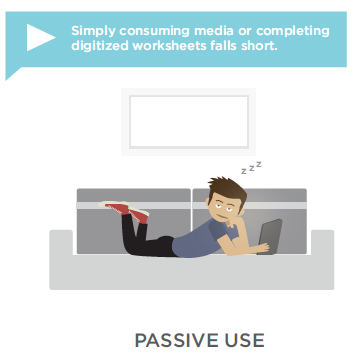 Simply consuming media or completing
digitized worksheets falls short.
z z z
PASSIVE USE